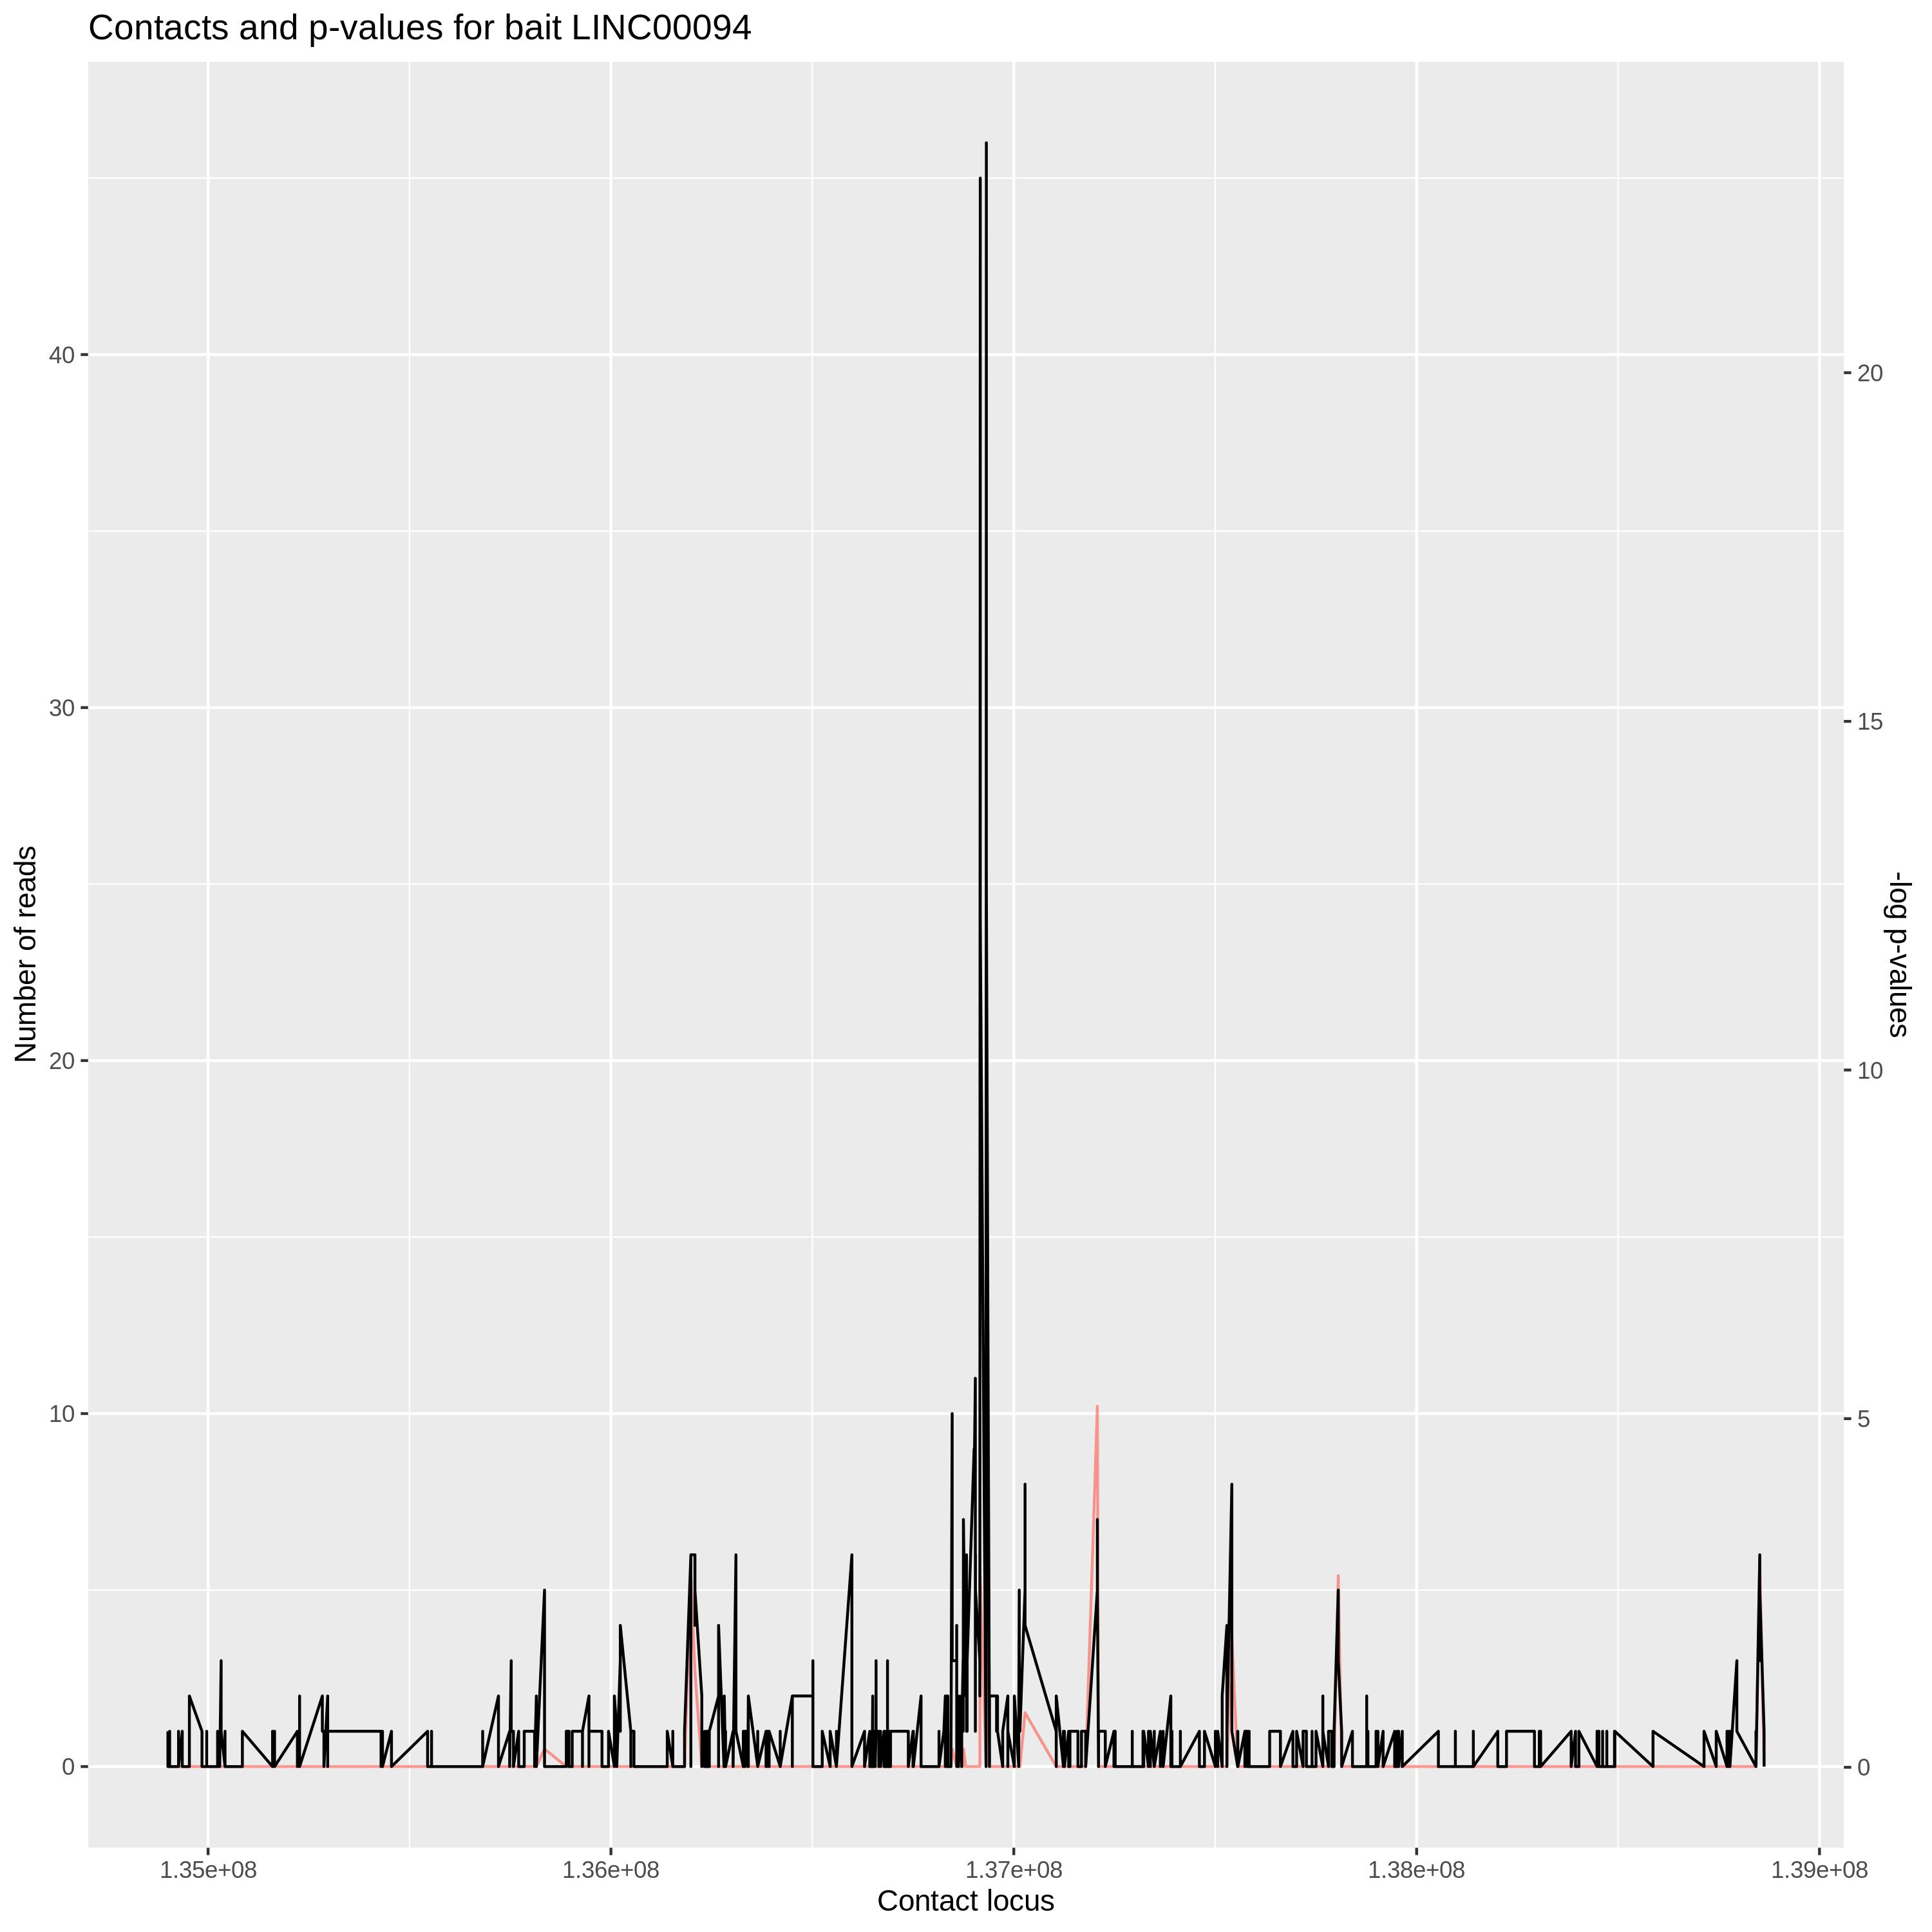 Contacts and p-values for bait LINC00094
Number of reads
40
30
20
10
0
20
15
10
5
0
-log p-values
1.35e+08 1.36e+08 1.37e+08 1.38e+08 1.39e+08
Contact locus